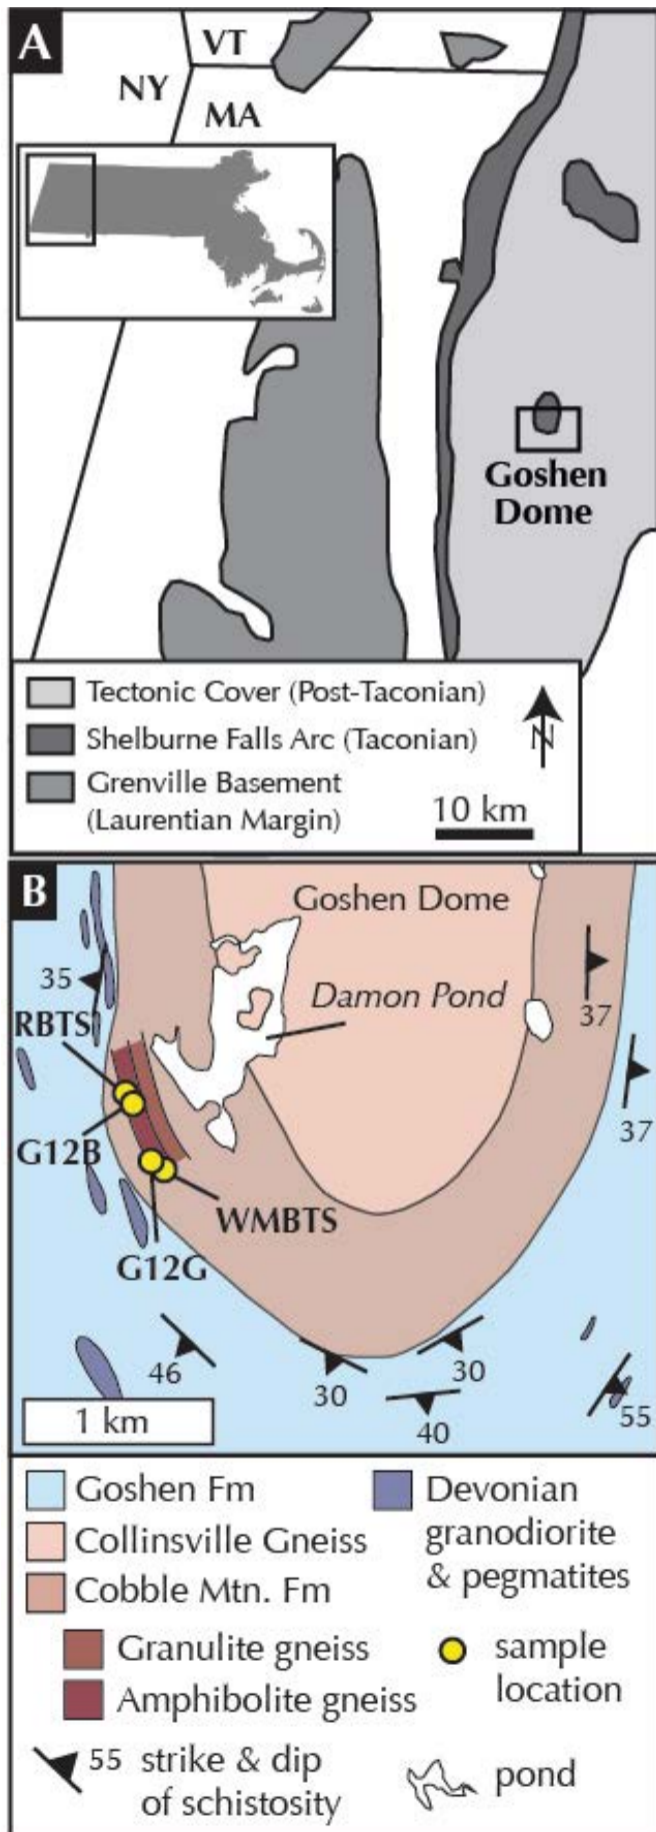 A
VT
NY
MA
Goshen
Dome
Tectonic Cover (Post-Taconian)
Shelburne Falls Arc (Taconian)
Grenville Basement
(Laurentian Margin)
N
10 km
B
Goshen Dome
Damon Pond
35
37
RBTS
37
G12B
WMBTS
G12G
46
30
30
40
55
1 km
Goshen Fm
Collinsville Gneiss
Cobble Mtn. Fm
Granulite gneiss
Amphibolite gneiss
Devonian
granodiorite
& pegmatites
sample
location
55 strike & dip
of schistosity
pond